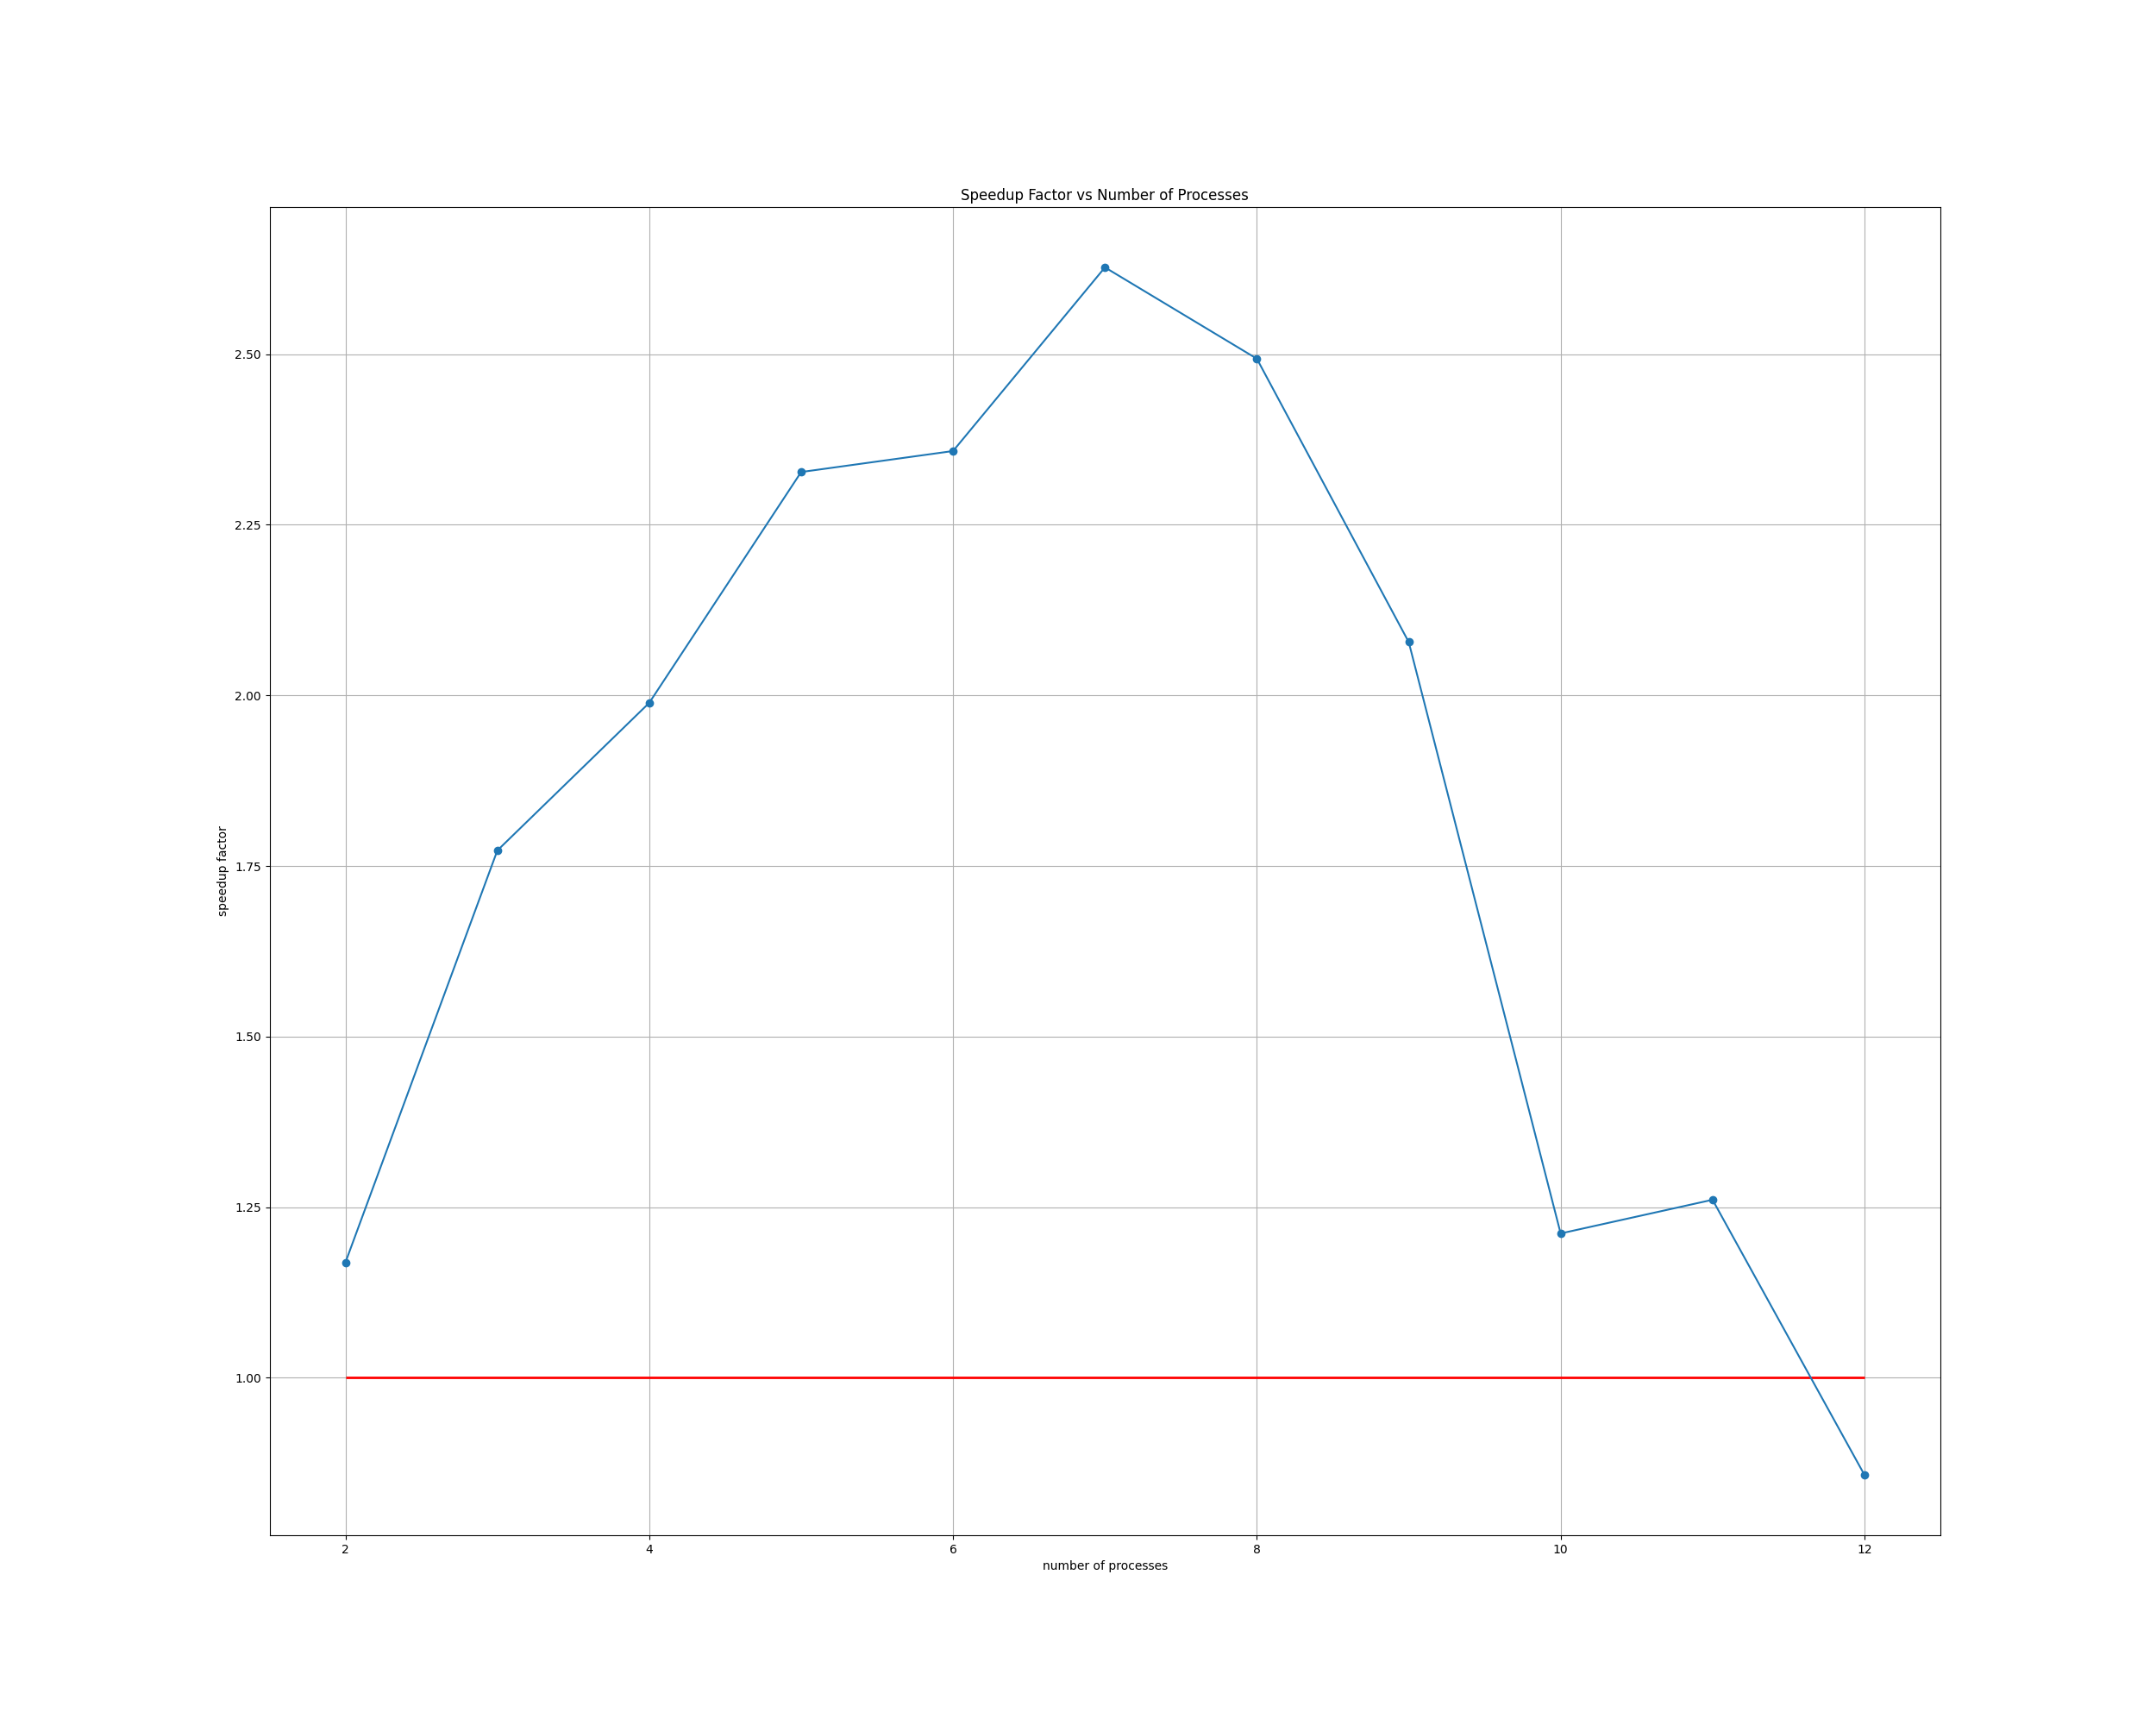 Speedup Factor vs Number of Processes
2.50
2.25
2.00
1.75
1.50
1.25
1.00
speedup factor
2 4 6 8 10 12
number of processes